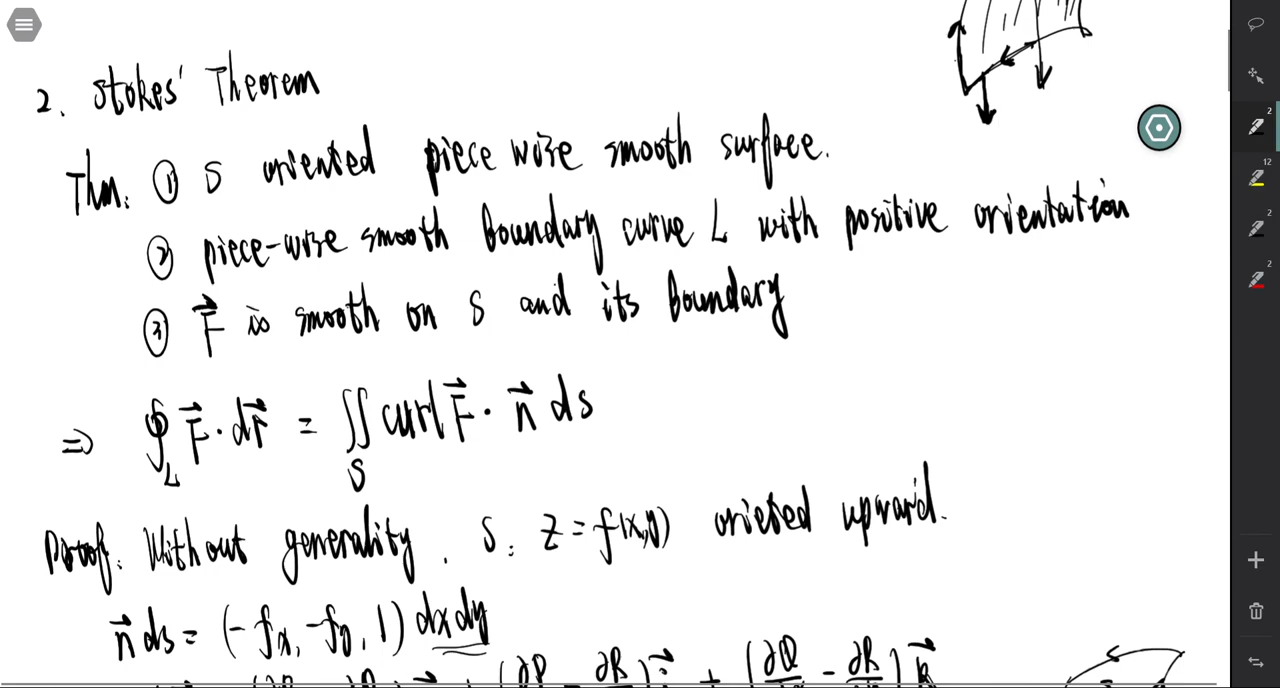 2. Stokes' Theorem
Thm: ① S oriented piece wise smooth surface.
② piece-wise smooth boundary curve L with positive orientation
③ F⃗ is smooth on S and its boundary
⇒ ∮_L F⃗ · dr⃗ = ∬_S curl F⃗ · n⃗ ds
Proof: Without generality. S: z = f(x,y) oriented upward.
n⃗ ds = (-fx, -fy, 1) dxdy